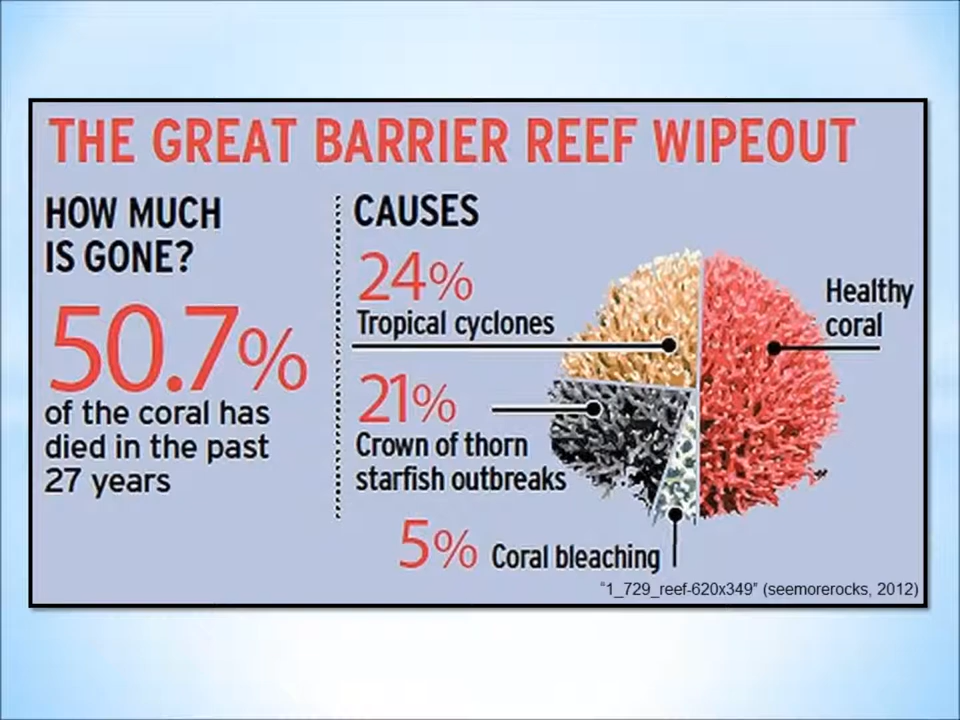 THE GREAT BARRIER REEF WIPEOUT
HOW MUCH
IS GONE?
50.7%
of the coral has
died in the past
27 years
CAUSES
24%
Tropical cyclones
21%
Crown of thorn
starfish outbreaks
5% Coral bleaching
Healthy
coral
“1_729_reef-620x349” (seemorerocks, 2012)